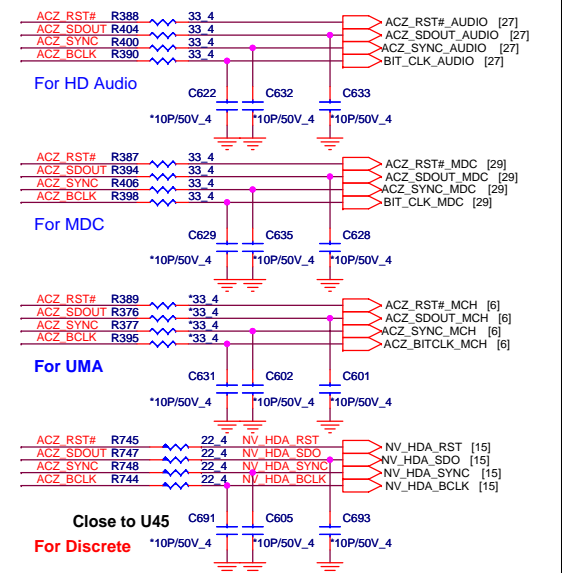 ACZ_RST# R388 33_4 ACZ_RST#_AUDIO [27]
ACZ_SDOUT R404 33_4 ACZ_SDOUT_AUDIO [27]
ACZ_SYNC R400 33_4 ACZ_SYNC_AUDIO [27]
ACZ_BCLK R390 33_4 BIT_CLK_AUDIO [27]
For HD Audio
C622 C632 C633
*10P/50V_4 *10P/50V_4 *10P/50V_4
ACZ_RST# R387 33_4 ACZ_RST#_MDC [29]
ACZ_SDOUT R394 33_4 ACZ_SDOUT_MDC [29]
ACZ_SYNC R406 33_4 ACZ_SYNC_MDC [29]
ACZ_BCLK R398 33_4 BIT_CLK_MDC [29]
For MDC
C629 C635 C628
*10P/50V_4 *10P/50V_4 *10P/50V_4
ACZ_RST# R389 *33_4 ACZ_RST#_MCH [6]
ACZ_SDOUT R376 *33_4 ACZ_SDOUT_MCH [6]
ACZ_SYNC R377 *33_4 ACZ_SYNC_MCH [6]
ACZ_BCLK R395 *33_4 ACZ_BITCLK_MCH [6]
For UMA
C631 C602 C601
*10P/50V_4 *10P/50V_4 *10P/50V_4
ACZ_RST# R745 22_4 NV_HDA_RST NV_HDA_RST [15]
ACZ_SDOUT R747 22_4 NV_HDA_SDO NV_HDA_SDO [15]
ACZ_SYNC R748 22_4 NV_HDA_SYNC NV_HDA_SYNC [15]
ACZ_BCLK R744 22_4 NV_HDA_BCLK NV_HDA_BCLK [15]
Close to U45 C691 C605 C693
For Discrete *10P/50V_4 *10P/50V_4 *10P/50V_4